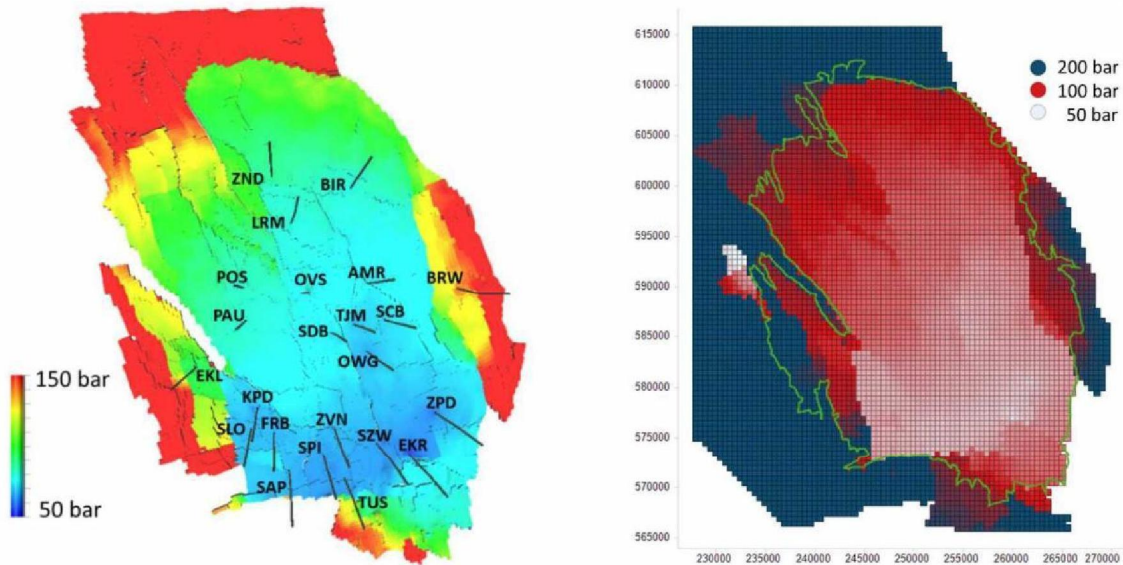 ZND
BIR
LRM
POS
OVS
AMR
BRW
PAU
TJM
SCB
SDB
OWG
EKL
150 bar
50 bar
KPD
ZPD
SLO
FRB
ZVN
SPI
SZW
EKR
SAP
TUS
615000
610000
605000
600000
595000
590000
585000
580000
575000
570000
565000
200 bar
100 bar
50 bar
230000 235000 240000 245000 250000 255000 260000 265000 270000